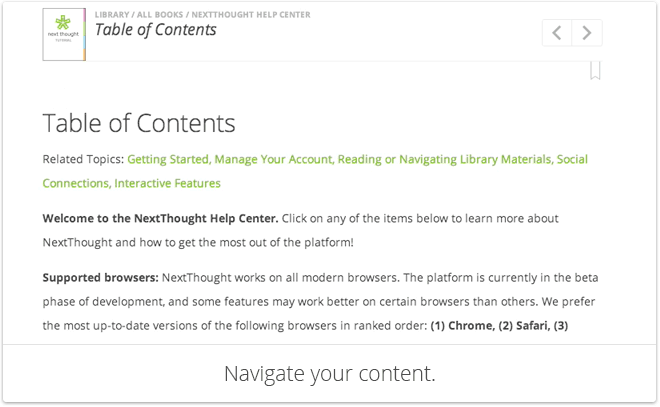 LIBRARY / ALL BOOKS / NEXTTHOUGHT HELP CENTER
Table of Contents
next thought
TUTORIAL
Table of Contents
Related Topics: Getting Started, Manage Your Account, Reading or Navigating Library Materials, Social
Connections, Interactive Features
Welcome to the NextThought Help Center. Click on any of the items below to learn more about
NextThought and how to get the most out of the platform!
Supported browsers: NextThought works on all modern browsers. The platform is currently in the beta
phase of development, and some features may work better on certain browsers than others. We prefer
the most up-to-date versions of the following browsers in ranked order: (1) Chrome, (2) Safari, (3)
Navigate your content.